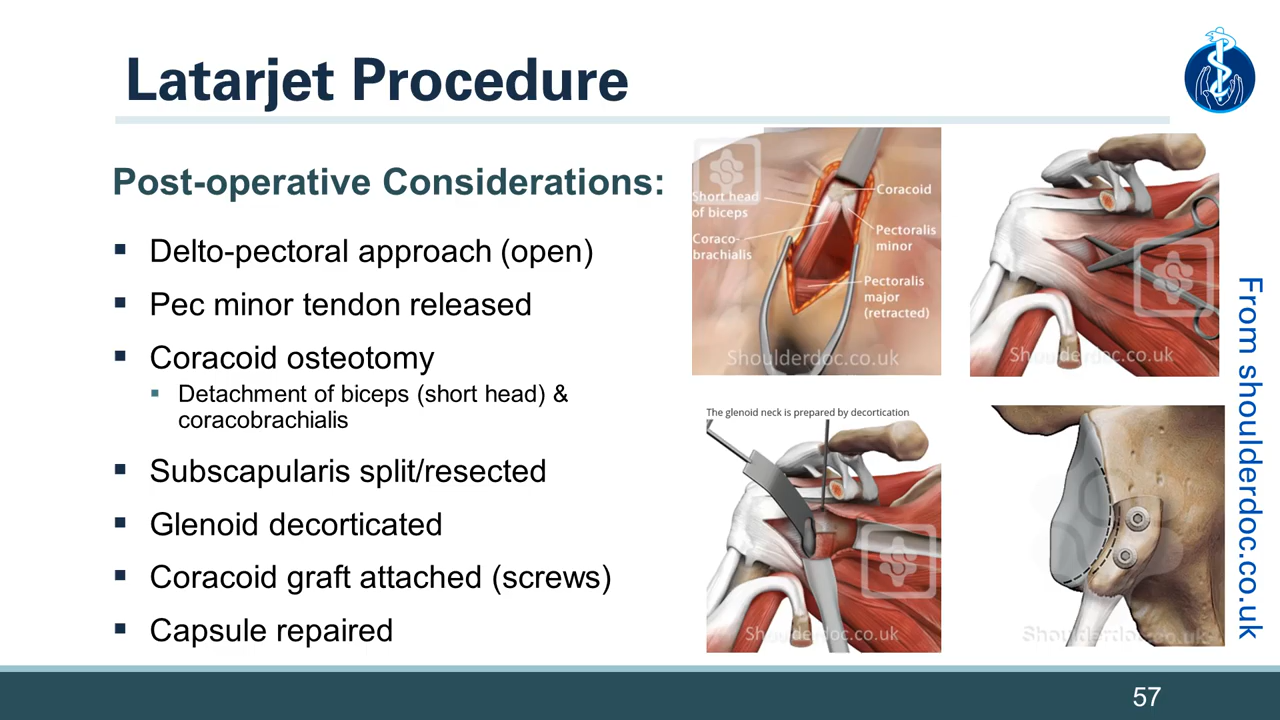 Latarjet Procedure
Post-operative Considerations:
Delto-pectoral approach (open)
Pec minor tendon released
Coracoid osteotomy
Detachment of biceps (short head) &
coracobrachialis
Subscapularis split/resected
Glenoid decorticated
Coracoid graft attached (screws)
Capsule repaired
Short head
of biceps
Coraco-
brachialis
Coracoid
Pectoralis
minor
Pectoralis
major
(retracted)
Shoulderdoc.co.uk
Shoulderdoc.co.uk
The glenoid neck is prepared by decortication
Shoulderdoc.co.uk
Shoulderdoc.co.uk
From shoulderdoc.co.uk
57